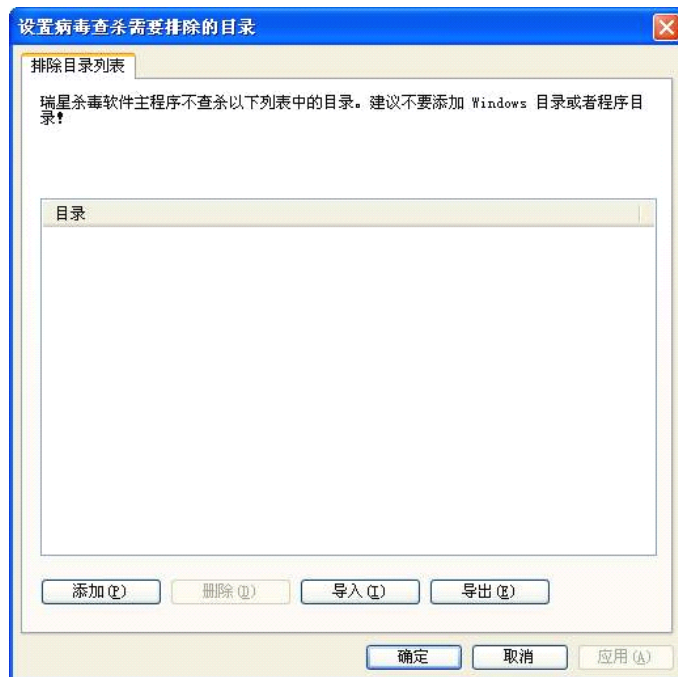 设置病毒查杀需要排除的目录
排除目录列表
瑞星杀毒软件主程序不查杀以下列表中的目录。建议不要添加 Windows 目录或者程序目
录！
目录
添加(P) 删除(D) 导入(I) 导出(E)
确定 取消 应用(A)